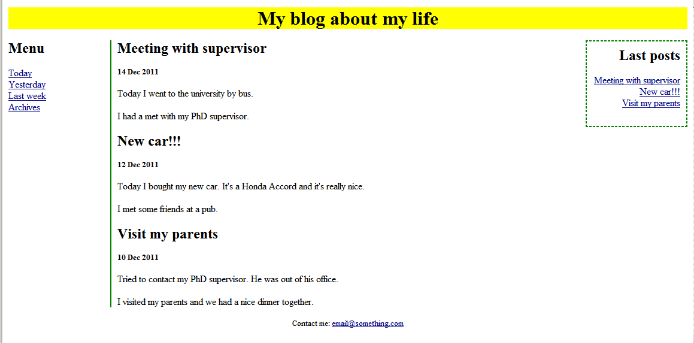 My blog about my life
Menu
Today
Yesterday
Last week
Archives
Meeting with supervisor
14 Dec 2011
Today I went to the university by bus.
I had a met with my PhD supervisor.
New car!!!
12 Dec 2011
Today I bought my new car. It's a Honda Accord and it's really nice.
I met some friends at a pub.
Visit my parents
10 Dec 2011
Tried to contact my PhD supervisor. He was out of his office.
I visited my parents and we had a nice dinner together.
Last posts
Meeting with supervisor
New car!!!
Visit my parents
Contact me: email@something.com